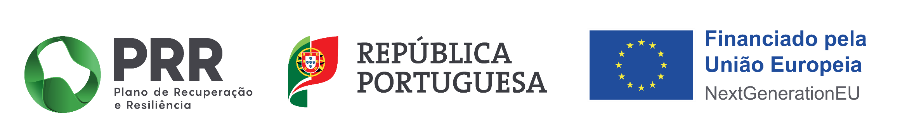 PRR
Plano de Recuperação
e Resiliência
REPÚBLICA
PORTUGUESA
Financiado pela
União Europeia
NextGenerationEU